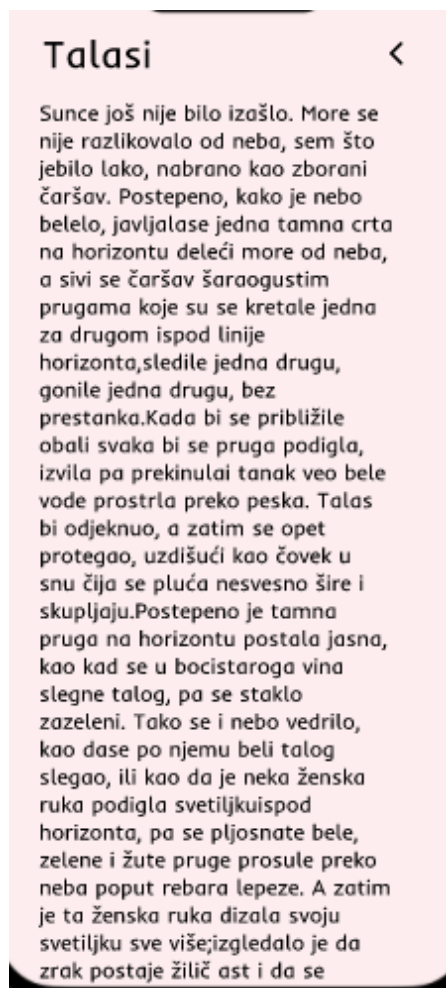 Talasi
Sunce još nije bilo izašlo. More se
nije razlikovalo od neba, sem što
jebilo lako, nabrano kao zborani
čaršav. Postepeno, kako je nebo
belelo, javljalase jedna tamna crta
na horizontu deleći more od neba,
a sivi se čaršav šaraogustim
prugama koje su se kretale jedna
za drugom ispod linije
horizonta,sledile jedna drugu,
gonile jedna drugu, bez
prestanka.Kada bi se približile
obali svaka bi se pruga podigla,
izvila pa prekinulai tanak veo bele
vode prostrla preko peska. Talas
bi odjeknuo, a zatim se opet
protegao, uzdišući kao čovek u
snu čija se pluća nesvesno šire i
skupljaju.Postepeno je tamna
pruga na horizontu postala jasna,
kao kad se u bocistaroga vina
slegne talog, pa se staklo
zazeleni. Tako se i nebo vedrilo,
kao dase po njemu beli talog
slegao, ili kao da je neka ženska
ruka podigla svetiljkuispod
horizonta, pa se pljosnate bele,
zelene i žute pruge prosule preko
neba poput rebara lepeze. A zatim
je ta ženska ruka dizala svoju
svetiljku sve više;izgledalo je da
zrak postaje žilič ast i da se